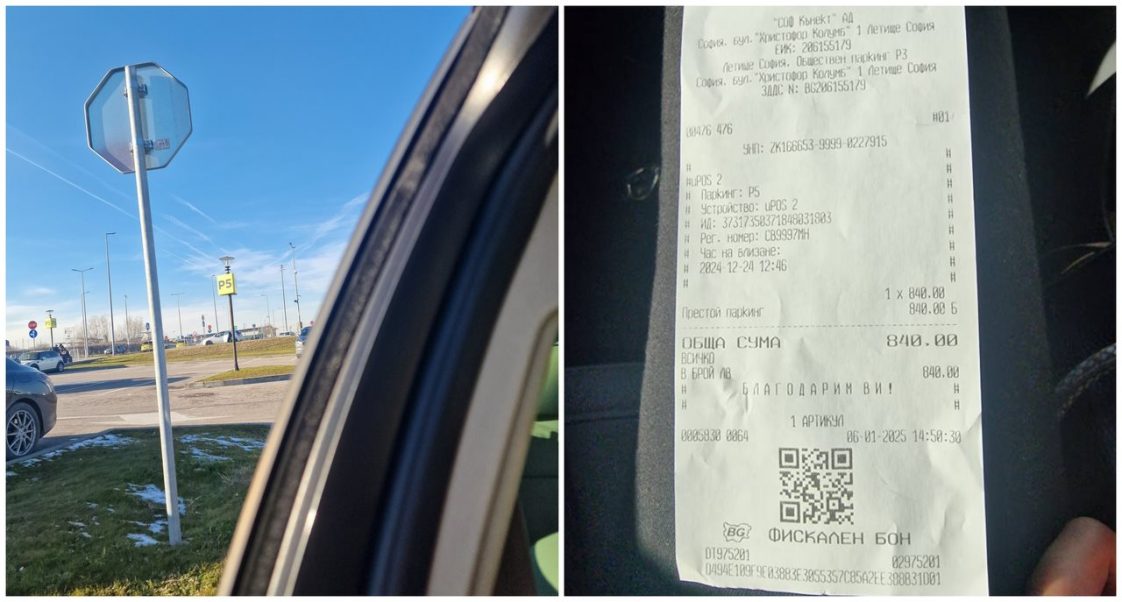 P5
"СОФ Кънект" АД
София. бул."Христофор Колумб" 1 Летище София
ЕИК: 206155179
Летище София. Обществен паркинг P3
София. бул."Христофор Колумб" 1 Летище София
ЗДДС N: BG206155179
00476 476 #01
УНП: ZK166653-9999-0227915
# #
#uPOS 2 #
# Паркинг: P5 #
# Устройство: uPOS 2 #
# ИД: 37317350371848031803 #
# Рег. номер: CB9997MH #
# Час на влизане: #
# 2024-12-24 12:46 #
# #
1 x 840.00
Престой паркинг 840.00 Б
ОБЩА СУМА 840.00
ВСИЧКО
В БРОЙ ЛВ 840.00
# БЛАГОДАРИМ ВИ! #
# #
1 АРТИКУЛ
0005930 0064 06-01-2025 14:50:30
BG ФИСКАЛЕН БОН
DT975201 02975201